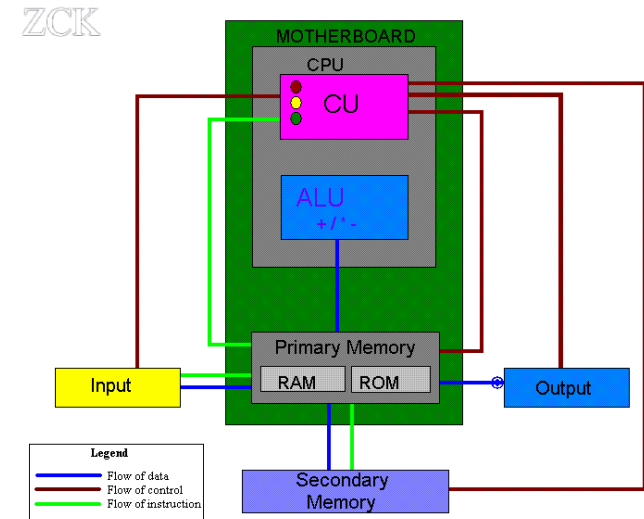 ZCK
MOTHERBOARD
CPU
CU
ALU
+ / * -
Primary Memory
RAM
ROM
Input
Output
Secondary
Memory
Legend
Flow of data
Flow of control
Flow of instruction